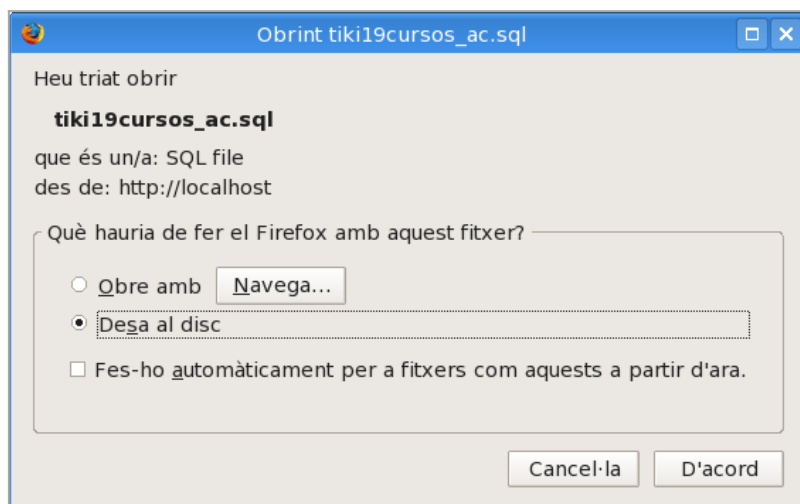 Obrint tiki19cursos_ac.sql
Heu triat obrir
tiki19cursos_ac.sql
que és un/a: SQL file
des de: http://localhost
Què hauria de fer el Firefox amb aquest fitxer?
Obre amb Navega...
Desa al disc
Fes-ho automàticament per a fitxers com aquests a partir d'ara.
Cancel·la D'acord